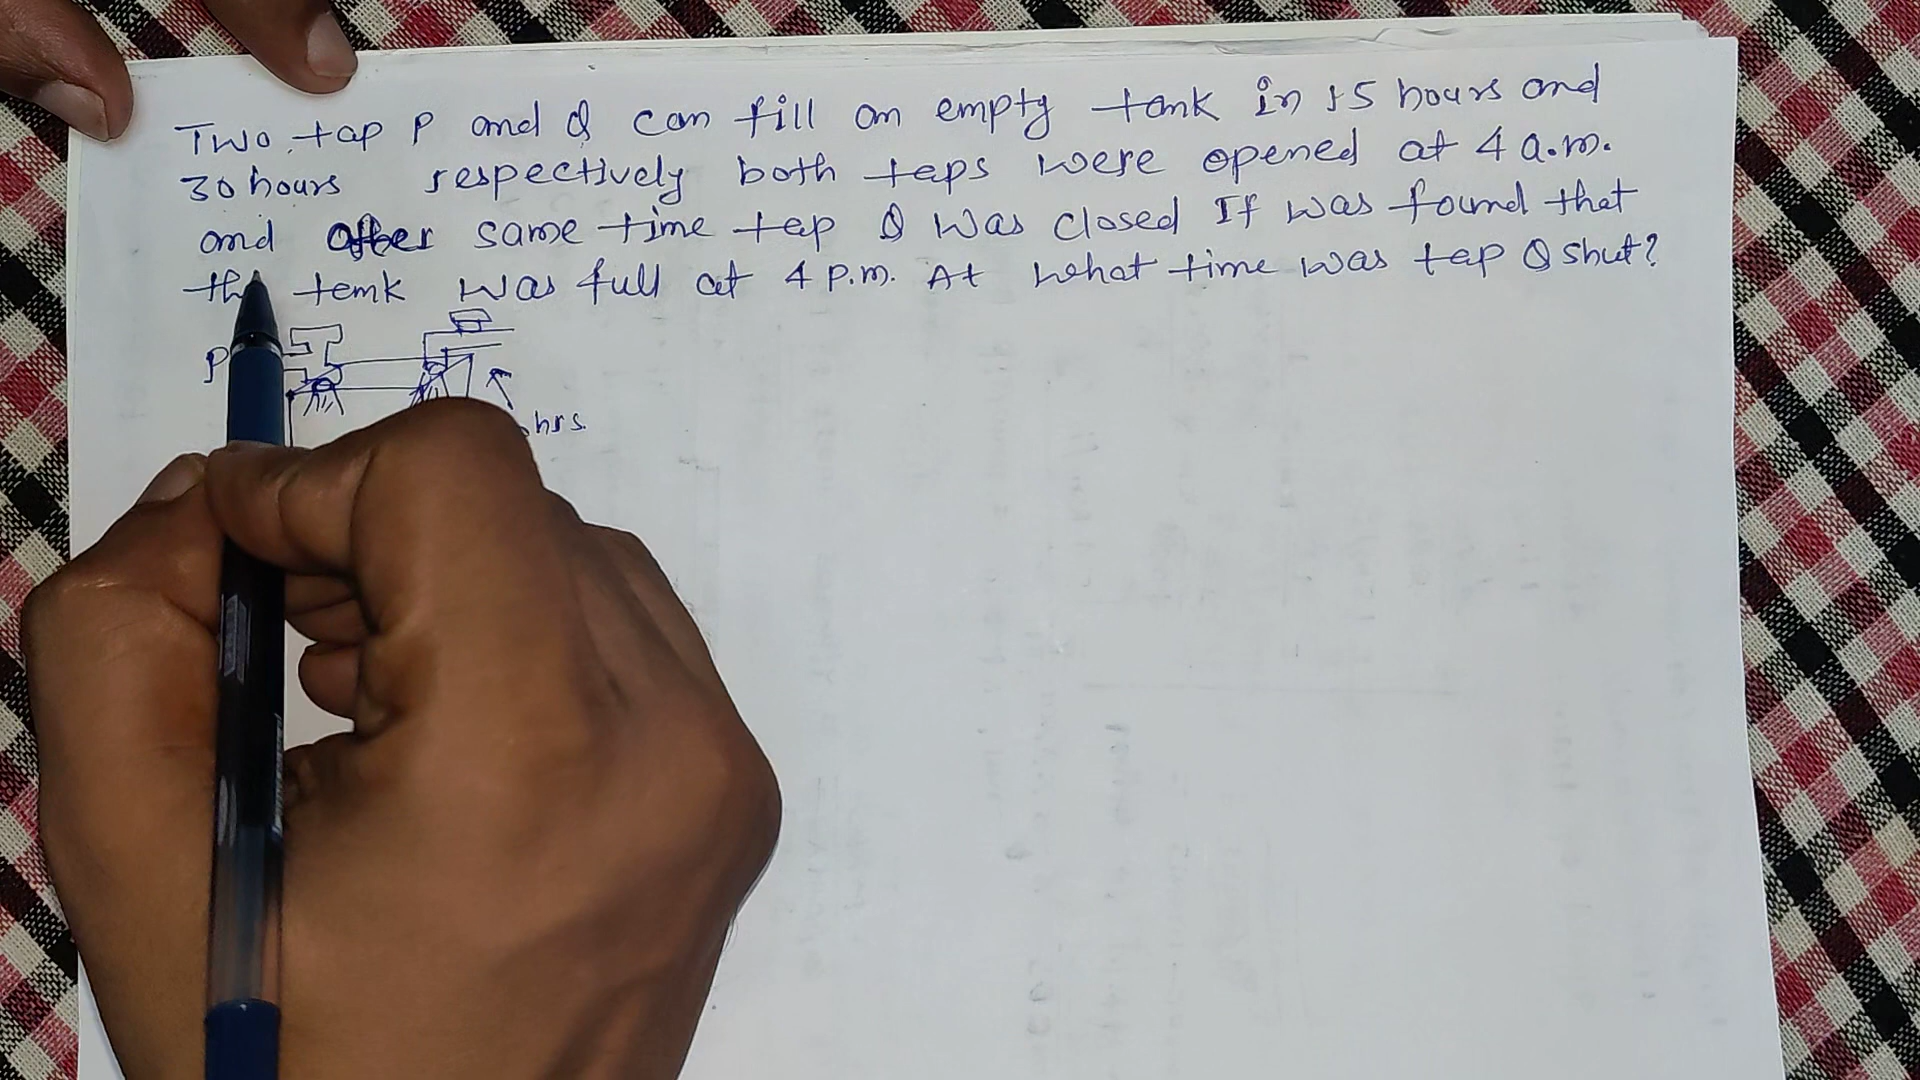 Two tap P and Q can fill an empty tank in 15 hours and
30 hours respectively both taps were opened at 4 a.m.
and after some time tap Q was closed If was found that
the tank was full at 4 p.m. At what time was tap Q shut?
P
hrs.